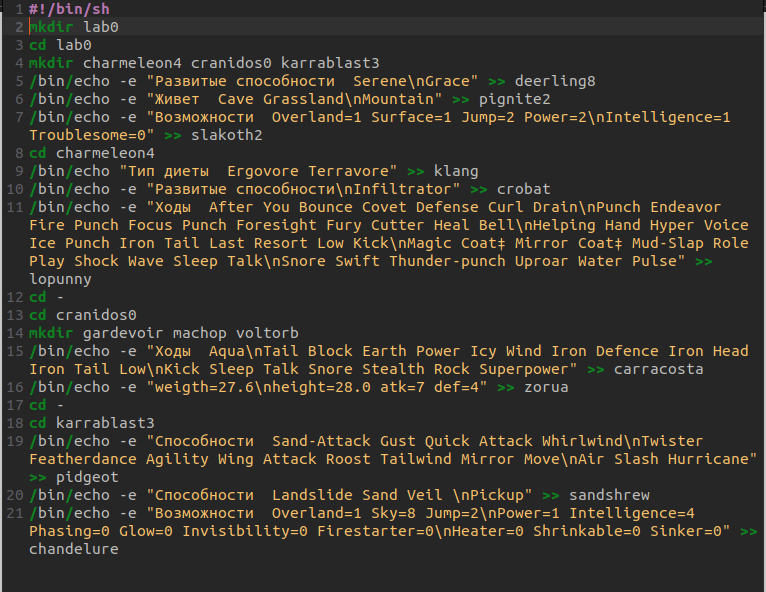 1 #!/bin/sh
2 mkdir lab0
3 cd lab0
4 mkdir charmeleon4 cranidos0 karrablast3
5 /bin/echo -e "Развитые способности  Serene\nGrace" >> deerling8
6 /bin/echo -e "Живет  Cave Grassland\nMountain" >> pignite2
7 /bin/echo -e "Возможности  Overland=1 Surface=1 Jump=2 Power=2\nIntelligence=1
Troublesome=0" >> slakoth2
8 cd charmeleon4
9 /bin/echo "Тип диеты  Ergovore Terravore" >> klang
10 /bin/echo -e "Развитые способности\nInfiltrator" >> crobat
11 /bin/echo -e "Ходы  After You Bounce Covet Defense Curl Drain\nPunch Endeavor
Fire Punch Focus Punch Foresight Fury Cutter Heal Bell\nHelping Hand Hyper Voice
Ice Punch Iron Tail Last Resort Low Kick\nMagic Coat‡ Mirror Coat‡ Mud-Slap Role
Play Shock Wave Sleep Talk\nSnore Swift Thunder-punch Uproar Water Pulse" >>
lopunny
12 cd -
13 cd cranidos0
14 mkdir gardevoir machop voltorb
15 /bin/echo -e "Ходы  Aqua\nTail Block Earth Power Icy Wind Iron Defence Iron Head
Iron Tail Low\nKick Sleep Talk Snore Stealth Rock Superpower" >> carracosta
16 /bin/echo -e "weigth=27.6\nheight=28.0 atk=7 def=4" >> zorua
17 cd -
18 cd karrablast3
19 /bin/echo -e "Способности  Sand-Attack Gust Quick Attack Whirlwind\nTwister
Featherdance Agility Wing Attack Roost Tailwind Mirror Move\nAir Slash Hurricane"
>> pidgeot
20 /bin/echo -e "Способности  Landslide Sand Veil \nPickup" >> sandshrew
21 /bin/echo -e "Возможности  Overland=1 Sky=8 Jump=2\nPower=1 Intelligence=4
Phasing=0 Glow=0 Invisibility=0 Firestarter=0\nHeater=0 Shrinkable=0 Sinker=0" >>
chandelure